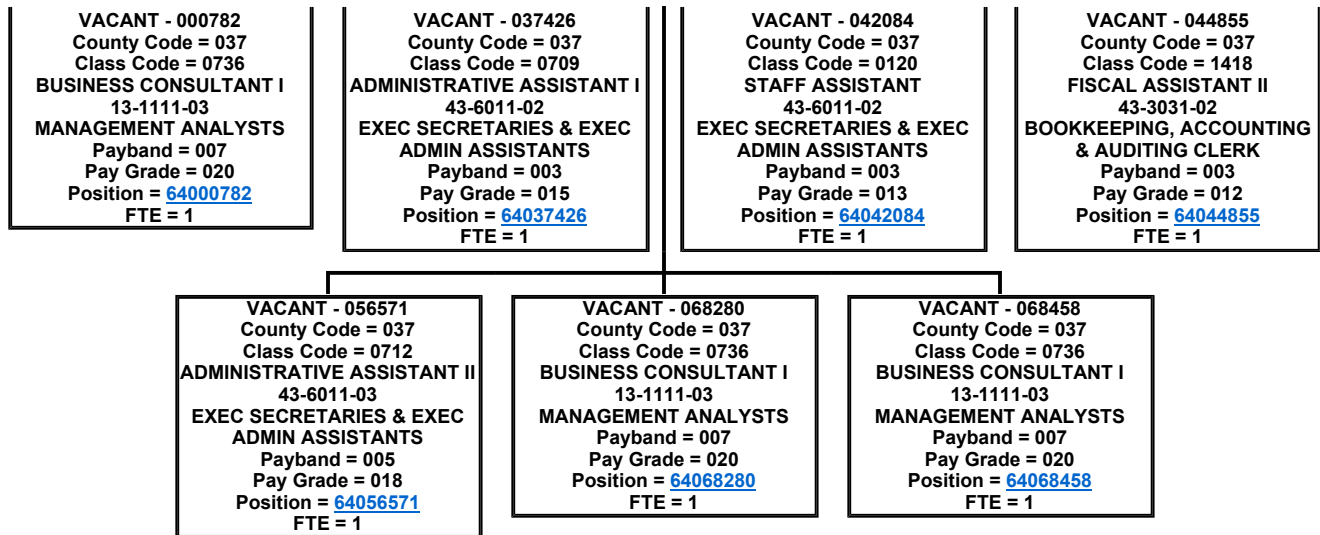 VACANT - 000782
County Code = 037
Class Code = 0736
BUSINESS CONSULTANT I
13-1111-03
MANAGEMENT ANALYSTS
Payband = 007
Pay Grade = 020
Position = 64000782
FTE = 1
VACANT - 037426
County Code = 037
Class Code = 0709
ADMINISTRATIVE ASSISTANT I
43-6011-02
EXEC SECRETARIES & EXEC
ADMIN ASSISTANTS
Payband = 003
Pay Grade = 015
Position = 64037426
FTE = 1
VACANT - 042084
County Code = 037
Class Code = 0120
STAFF ASSISTANT
43-6011-02
EXEC SECRETARIES & EXEC
ADMIN ASSISTANTS
Payband = 003
Pay Grade = 013
Position = 64042084
FTE = 1
VACANT - 044855
County Code = 037
Class Code = 1418
FISCAL ASSISTANT II
43-3031-02
BOOKKEEPING, ACCOUNTING
& AUDITING CLERK
Payband = 003
Pay Grade = 012
Position = 64044855
FTE = 1
VACANT - 056571
County Code = 037
Class Code = 0712
ADMINISTRATIVE ASSISTANT II
43-6011-03
EXEC SECRETARIES & EXEC
ADMIN ASSISTANTS
Payband = 005
Pay Grade = 018
Position = 64056571
FTE = 1
VACANT - 068280
County Code = 037
Class Code = 0736
BUSINESS CONSULTANT I
13-1111-03
MANAGEMENT ANALYSTS
Payband = 007
Pay Grade = 020
Position = 64068280
FTE = 1
VACANT - 068458
County Code = 037
Class Code = 0736
BUSINESS CONSULTANT I
13-1111-03
MANAGEMENT ANALYSTS
Payband = 007
Pay Grade = 020
Position = 64068458
FTE = 1